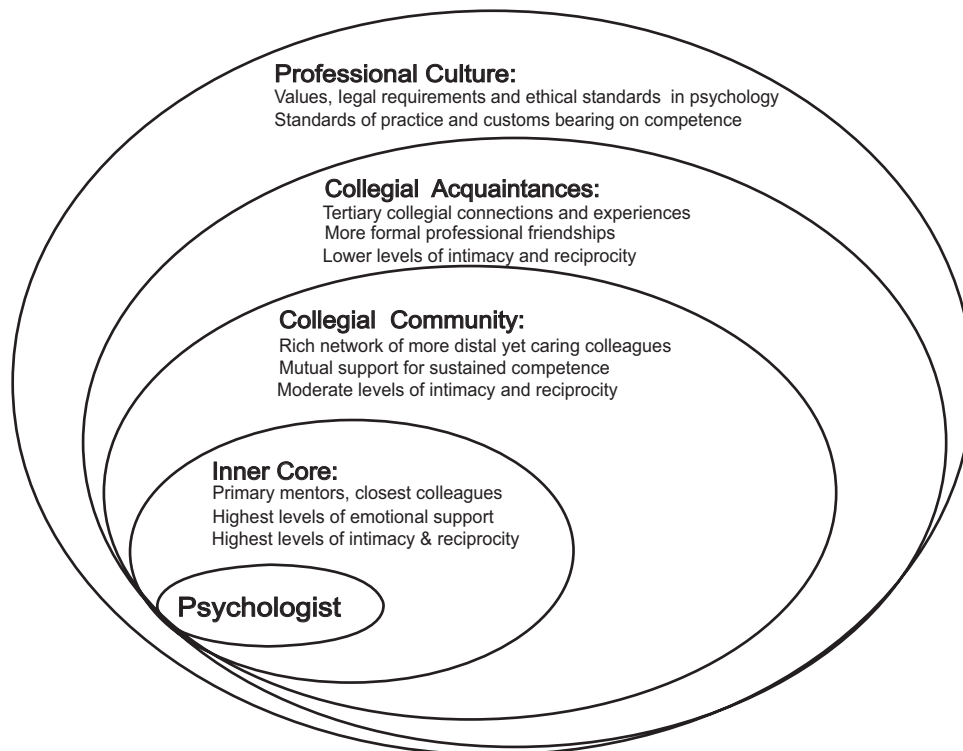 Professional Culture:
Values, legal requirements and ethical standards in psychology
Standards of practice and customs bearing on competence
Collegial Acquaintances:
Tertiary collegial connections and experiences
More formal professional friendships
Lower levels of intimacy and reciprocity
Collegial Community:
Rich network of more distal yet caring colleagues
Mutual support for sustained competence
Moderate levels of intimacy and reciprocity
Inner Core:
Primary mentors, closest colleagues
Highest levels of emotional support
Highest levels of intimacy & reciprocity
Psychologist